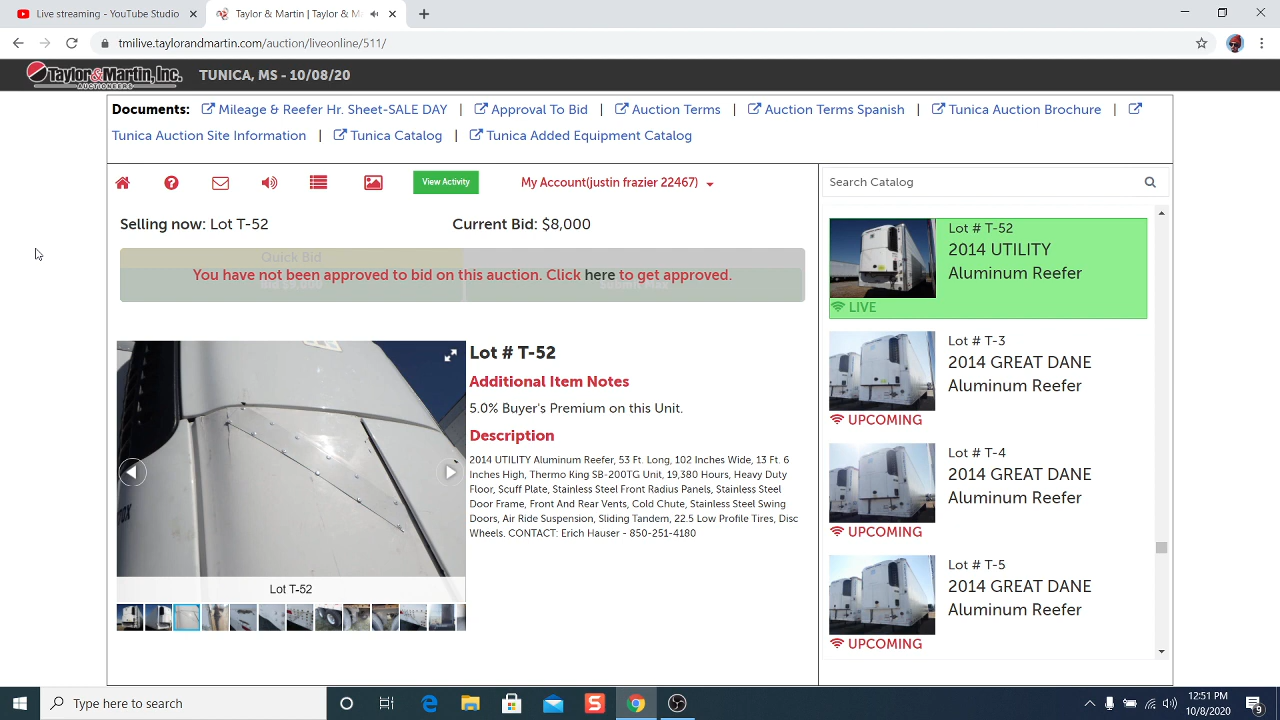 Live streaming - YouTube
Taylor & Martin | Taylor & M
tmlive.taylorandmartin.com/auction/liveonline/511/
Taylor&Martin, Inc. TUNICA, MS - 10/08/20
AUCTIONEERS
Documents: Mileage & Reefer Hr. Sheet-SALE DAY | Approval To Bid | Auction Terms | Auction Terms Spanish | Tunica Auction Brochure |
Tunica Auction Site Information | Tunica Catalog | Tunica Added Equipment Catalog
View Activity My Account(justin frazier 22467)
Search Catalog
Selling now: Lot T-52 Current Bid: $8,000
Quick Bid
You have not been approved to bid on this auction. Click here to get approved.
Bid $9,000 Submit Max
Lot # T-52
Additional Item Notes
5.0% Buyer's Premium on this Unit.
Description
2014 UTILITY Aluminum Reefer, 53 Ft. Long, 102 Inches Wide, 13 Ft. 6
Inches High, Thermo King SB-200TG Unit, 19,380 Hours, Heavy Duty
Floor, Scuff Plate, Stainless Steel Front Radius Panels, Stainless Steel
Door Frame, Front And Rear Vents, Cold Chute, Stainless Steel Swing
Doors, Air Ride Suspension, Sliding Tandem, 22.5 Low Profile Tires, Disc
Wheels. CONTACT: Erich Hauser - 850-251-4180
Lot T-52
Lot # T-52
2014 UTILITY
Aluminum Reefer
LIVE
Lot # T-3
2014 GREAT DANE
Aluminum Reefer
UPCOMING
Lot # T-4
2014 GREAT DANE
Aluminum Reefer
UPCOMING
Lot # T-5
2014 GREAT DANE
Aluminum Reefer
UPCOMING
Type here to search
12:51 PM
10/8/2020
9